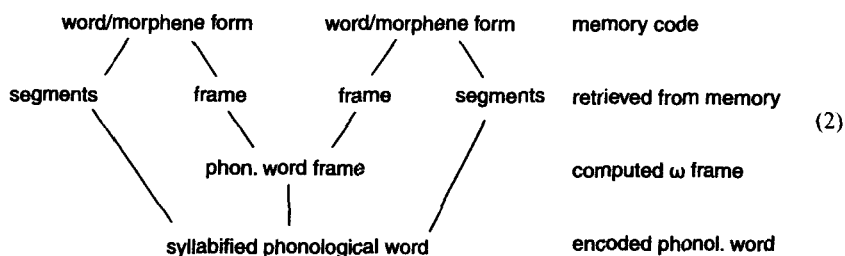 word/morphene form word/morphene form memory code
segments frame frame segments retrieved from memory
(2)
phon. word frame computed ω frame
syllabified phonological word encoded phonol. word